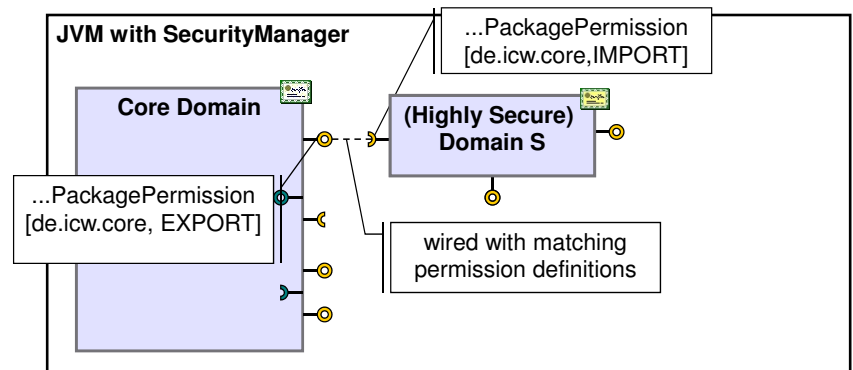 JVM with SecurityManager
...PackagePermission
[de.icw.core,IMPORT]
Core Domain
(Highly Secure)
Domain S
...PackagePermission
[de.icw.core, EXPORT]
wired with matching
permission definitions